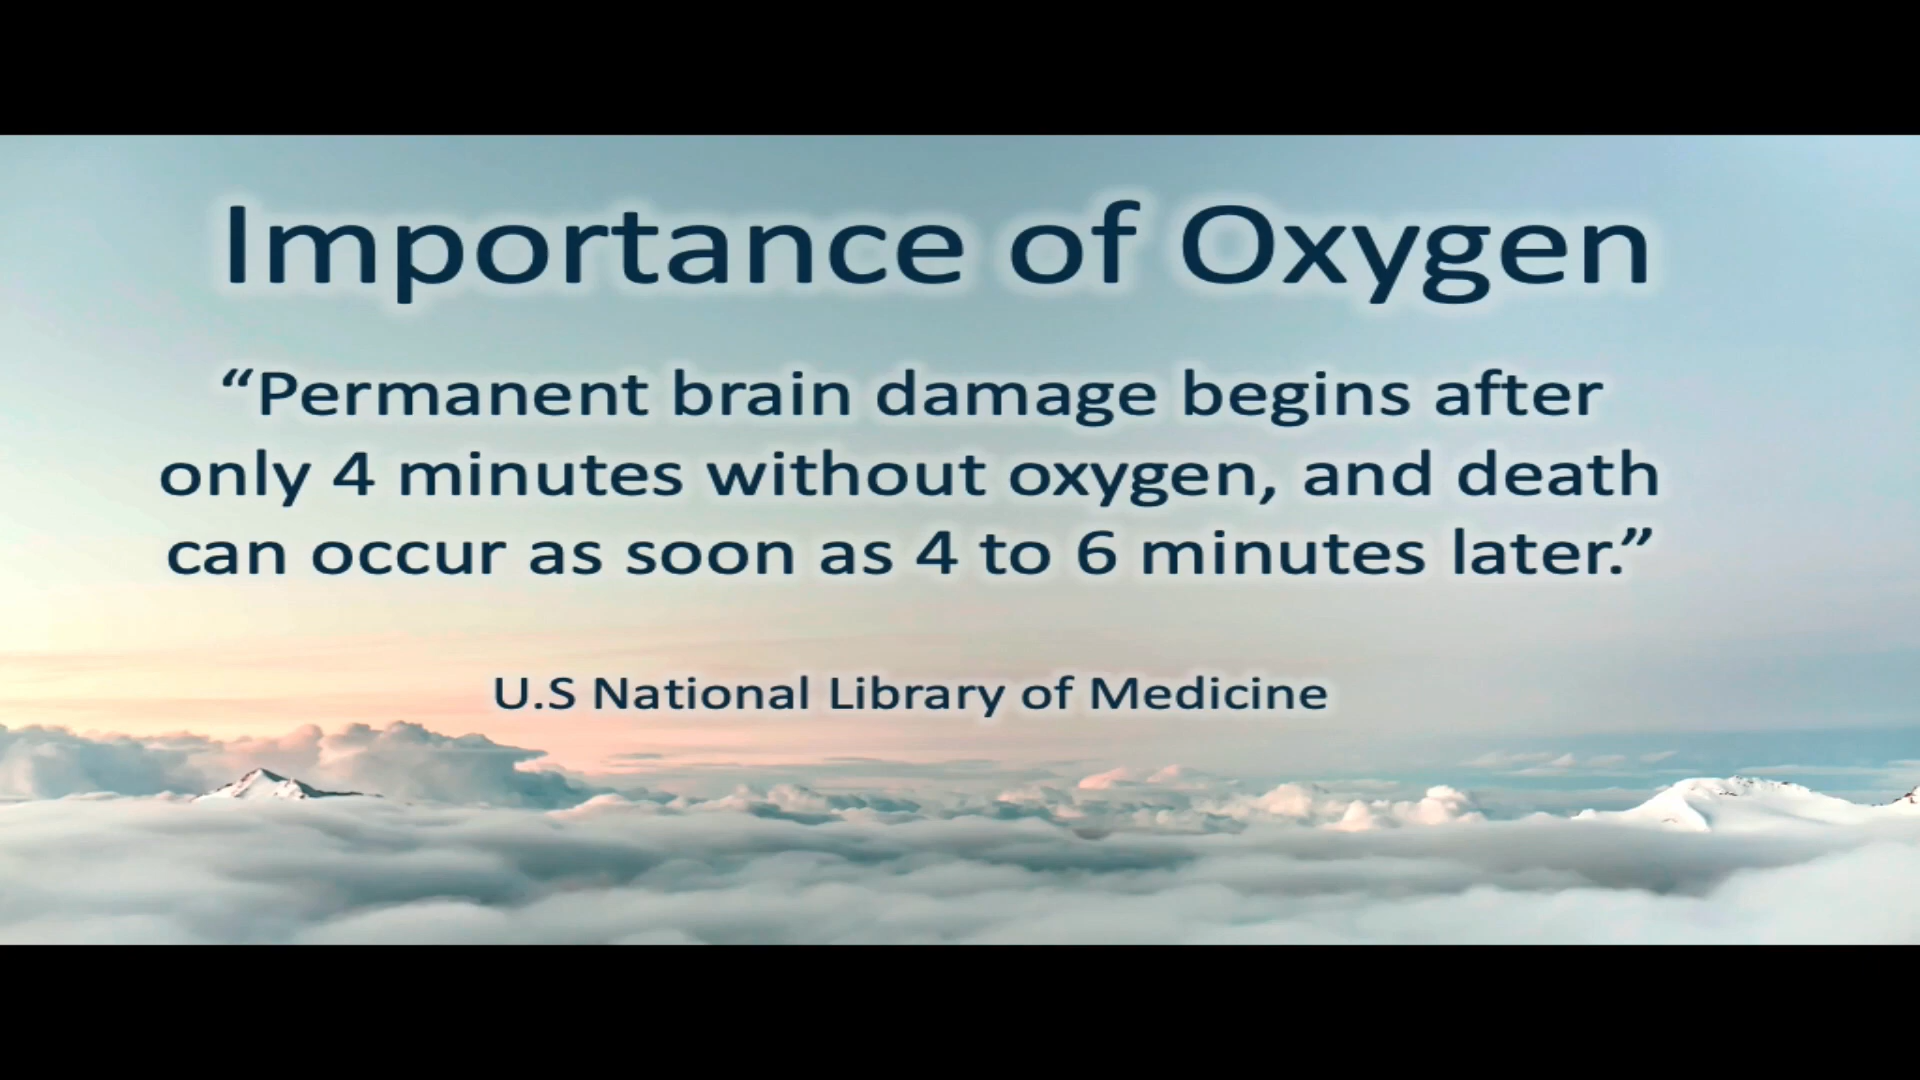 Importance of Oxygen
“Permanent brain damage begins after
only 4 minutes without oxygen, and death
can occur as soon as 4 to 6 minutes later.”
U.S National Library of Medicine